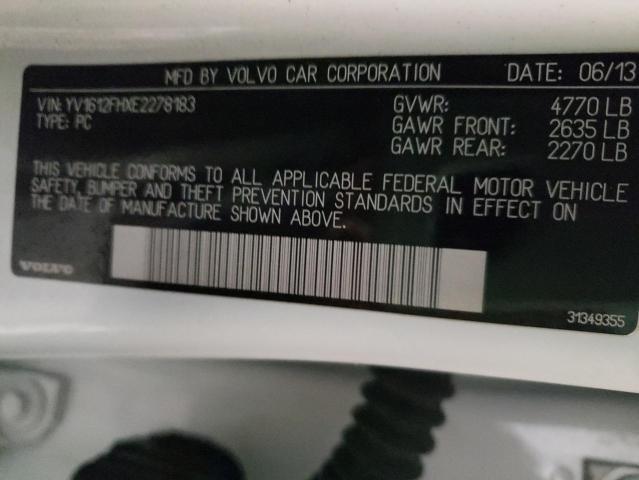 MFD BY VOLVO CAR CORPORATION DATE: 06/13
VIN: YV1612FHXE2278183 GVWR: 4770 LB
TYPE: PC GAWR FRONT: 2635 LB
GAWR REAR: 2270 LB
THIS VEHICLE CONFORMS TO ALL APPLICABLE FEDERAL MOTOR VEHICLE
SAFETY, BUMPER AND THEFT PREVENTION STANDARDS IN EFFECT ON
THE DATE OF MANUFACTURE SHOWN ABOVE.
VOLVO
31349355